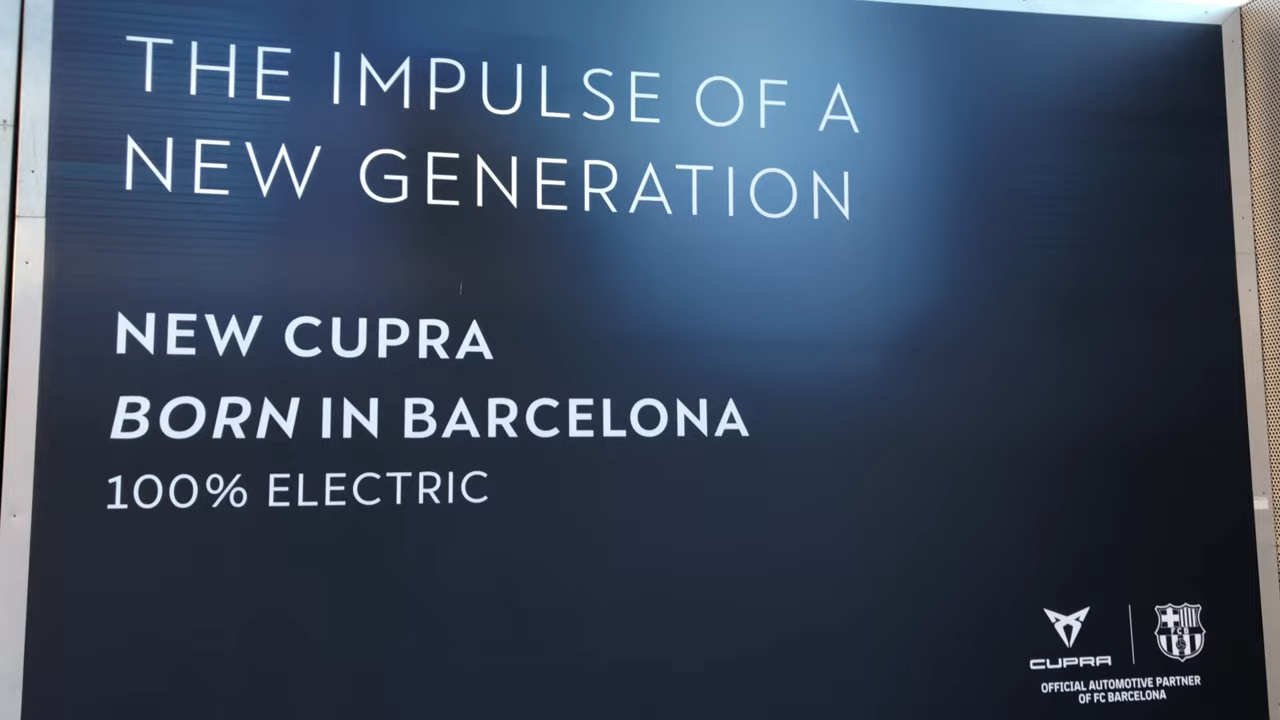 THE IMPULSE OF A
NEW GENERATION
NEW CUPRA
BORN IN BARCELONA
100% ELECTRIC
CUPRA
FCB
OFFICIAL AUTOMOTIVE PARTNER
OF FC BARCELONA